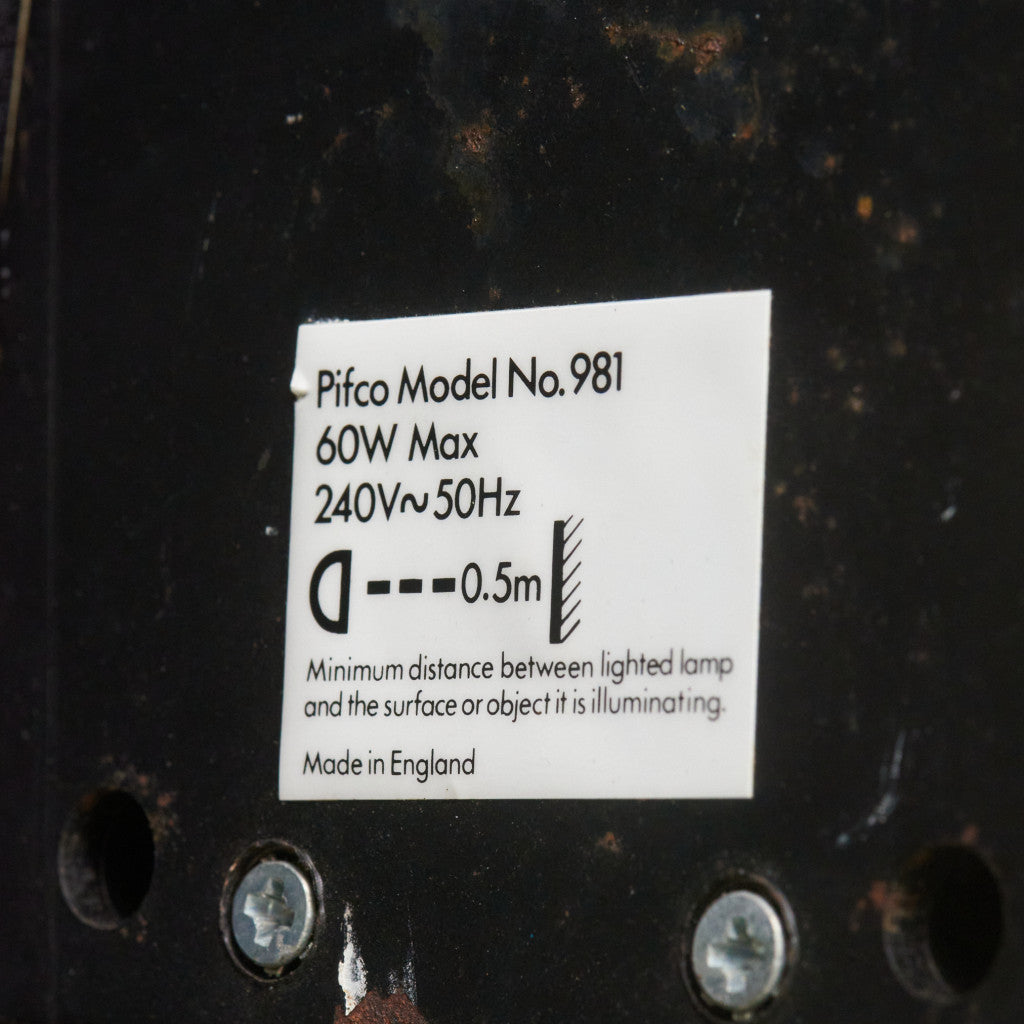 Pifco Model No. 981
60W Max
240V~50Hz
0.5m
Minimum distance between lighted lamp
and the surface or object it is illuminating.
Made in England